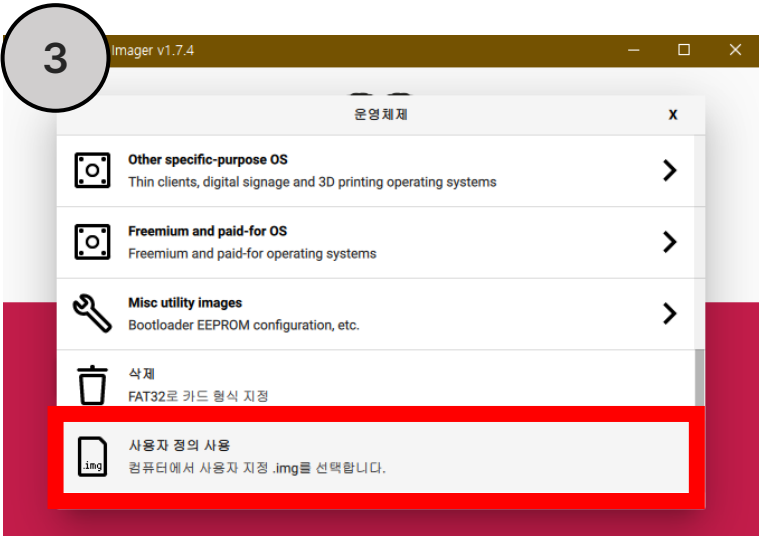 3
Imager v1.7.4
운영체제
X
Other specific-purpose OS
Thin clients, digital signage and 3D printing operating systems
Freemium and paid-for OS
Freemium and paid-for operating systems
Misc utility images
Bootloader EEPROM configuration, etc.
삭제
FAT32로 카드 형식 지정
사용자 정의 사용
.img
컴퓨터에서 사용자 지정 .img를 선택합니다.